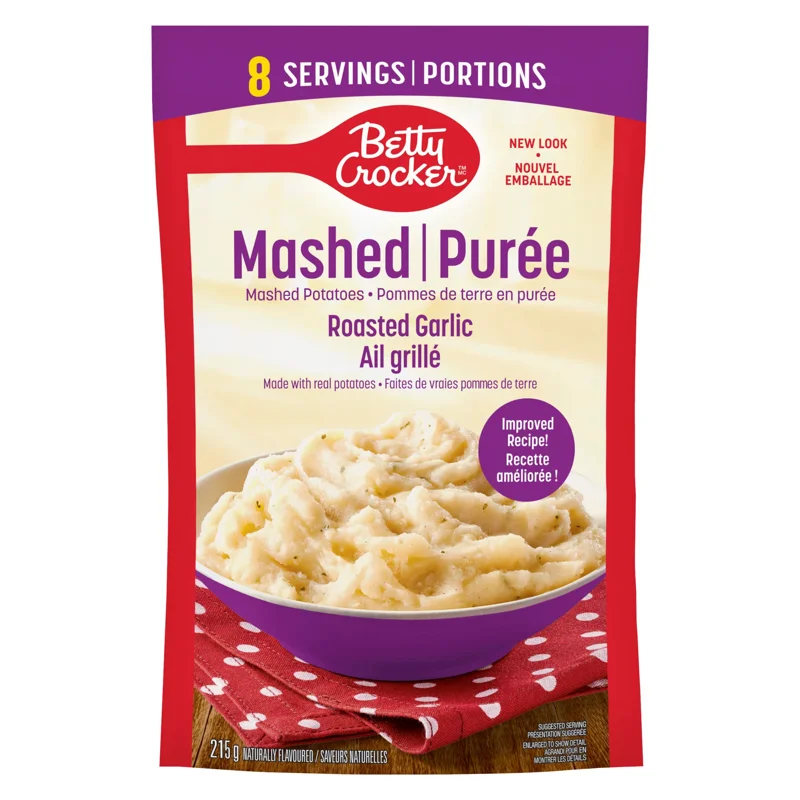 8 SERVINGS | PORTIONS
Betty
Crocker™
MC
NEW LOOK
•
NOUVEL
EMBALLAGE
Mashed | Purée
Mashed Potatoes • Pommes de terre en purée
Roasted Garlic
Ail grillé
Made with real potatoes • Faites de vraies pommes de terre
Improved
Recipe!
Recette
améliorée !
215 g NATURALLY FLAVOURED / SAVEURS NATURELLES
SUGGESTED SERVING
PRÉSENTATION SUGGÉRÉE
ENLARGED TO SHOW DETAIL
AGRANDI POUR EN
MONTRER LES DÉTAILS